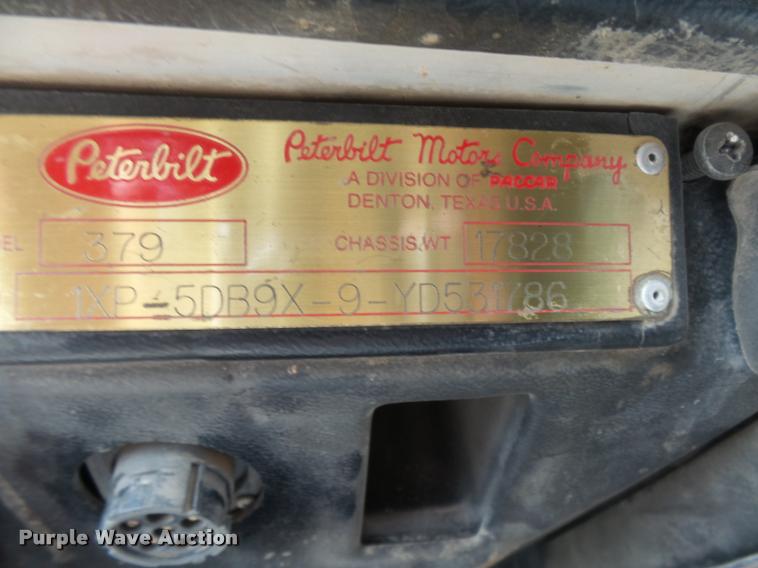 Peterbilt
Peterbilt Motors Company
A DIVISION OF PACCAR
DENTON, TEXAS U.S.A.
EL 379 CHASSIS WT 17828
1XP-5DB9X-9-YD531786
Purple Wave Auction